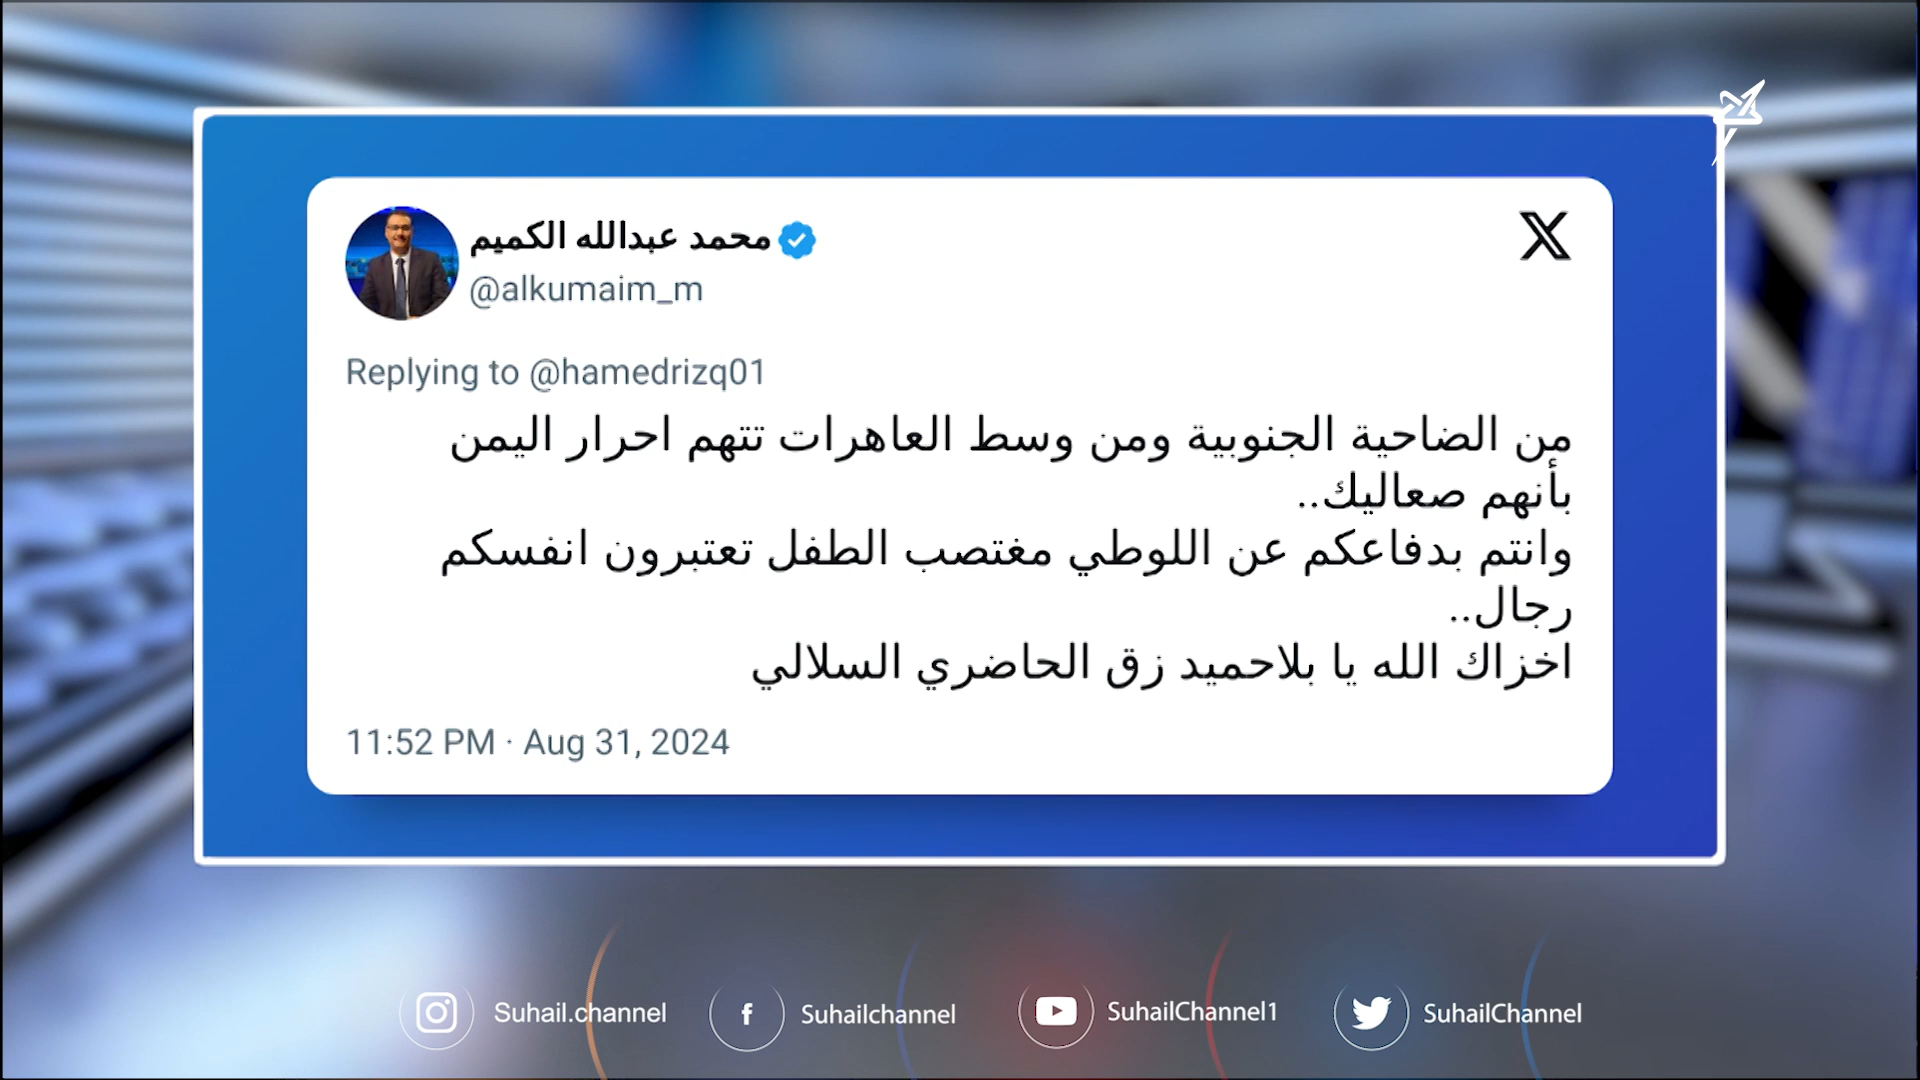 محمد عبدالله الكميم
@alkumaim_m
Replying to @hamedrizq01
من الضاحية الجنوبية ومن وسط العاهرات تتهم احرار اليمن
بأنهم صعاليك..
وانتم بدفاعكم عن اللوطي مغتصب الطفل تعتبرون انفسكم
رجال..
اخزاك الله يا بلاحميد زق الحاضري السلالي
11:52 PM · Aug 31, 2024
Suhail.channel
Suhailchannel
SuhailChannel1
SuhailChannel